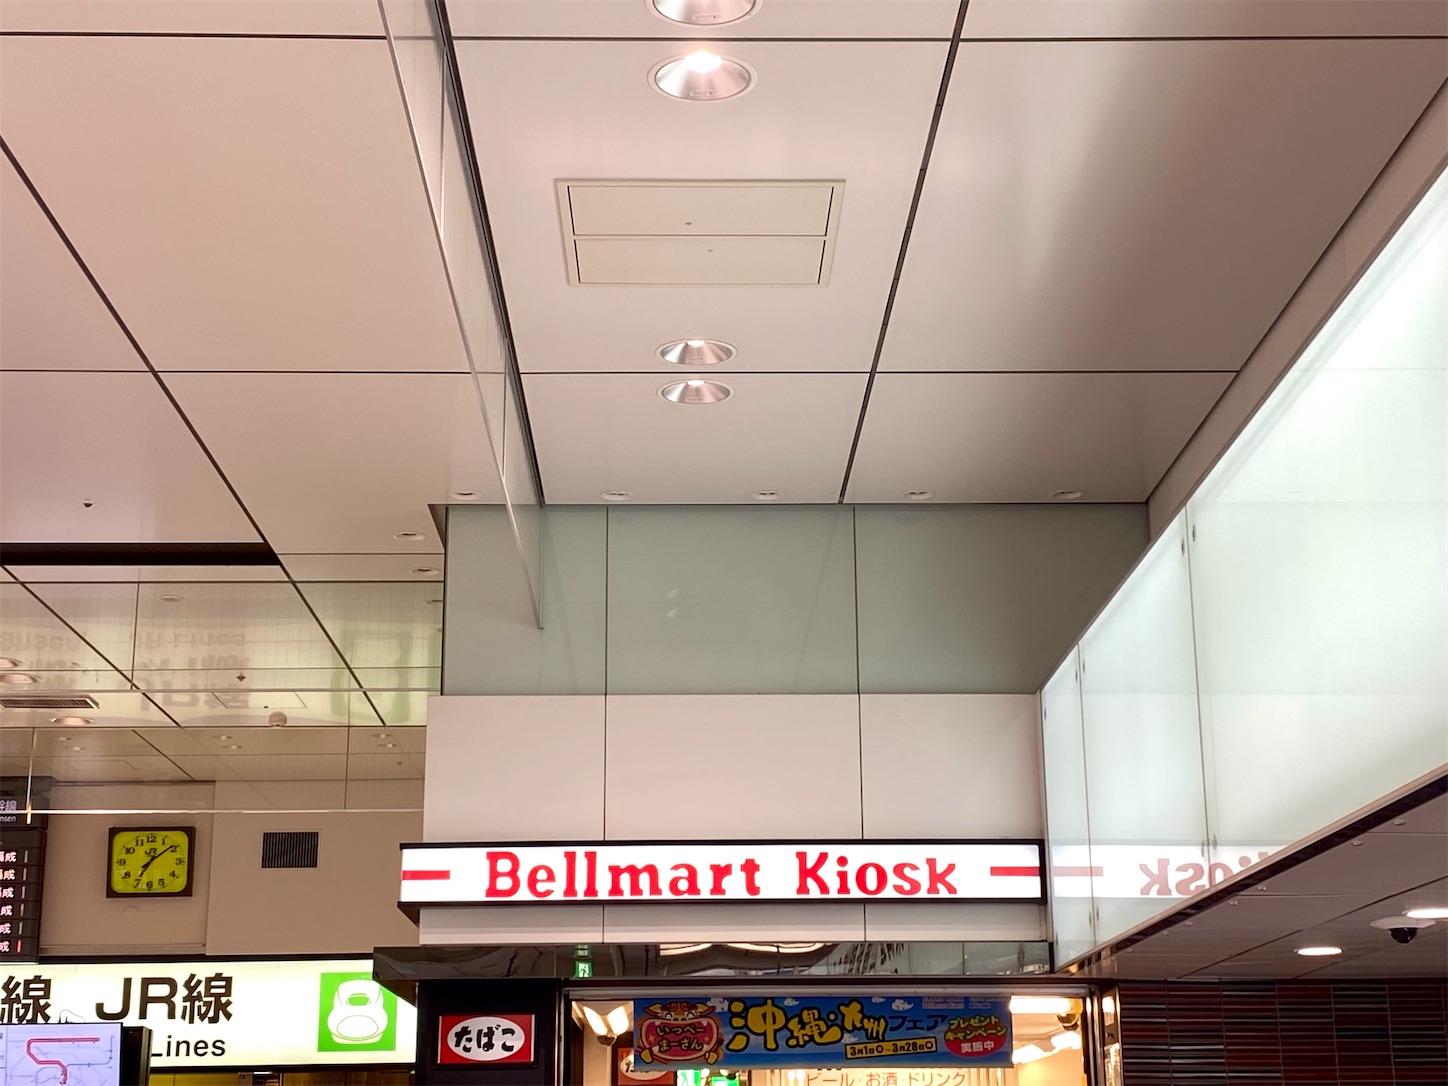 Bellmart Kiosk
線 JR線
Lines
たばこ
いっぺー
まーさん
沖縄・九州フェア
3月1日 3月28日
プレゼント
キャンペーン
実施中
ビール・お酒・ドリンク